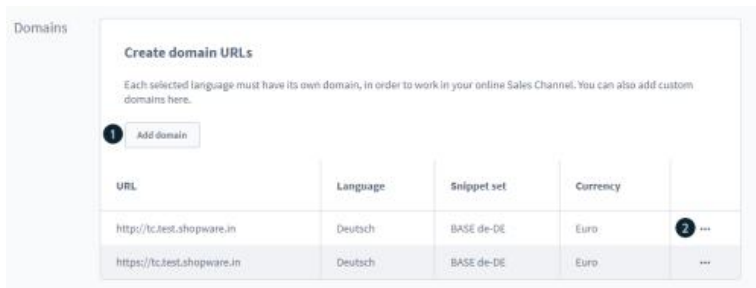 Domains
Create domain URLs
Each selected language must have its own domain, in order to work in your online Sales Channel. You can also add custom
domains here.
1 Add domain
URL Language Snippet set Currency
http://tc.test.shopware.in Deutsch BASE de-DE Euro 2 ...
https://tc.test.shopware.in Deutsch BASE de-DE Euro ...